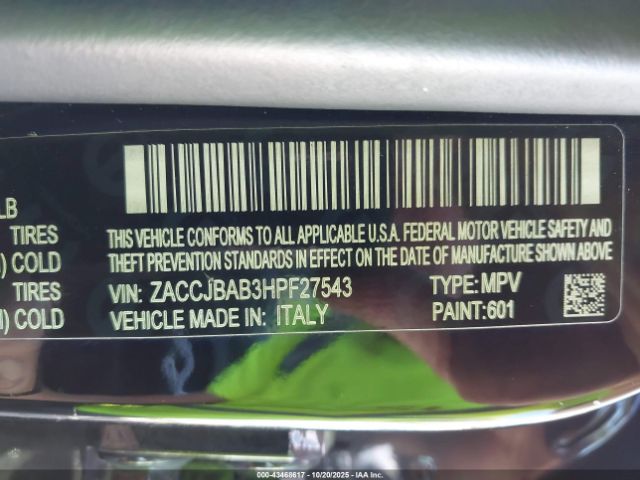 LB
TIRES
) COLD
TIRES
) COLD
THIS VEHICLE CONFORMS TO ALL APPLICABLE U.S.A. FEDERAL MOTOR VEHICLE SAFETY AND
THEFT PREVENTION STANDARDS IN EFFECT ON THE DATE OF MANUFACTURE SHOWN ABOVE
VIN: ZACCJBAB3HPF27543 TYPE: MPV
VEHICLE MADE IN: ITALY PAINT:601
000-43468617 | 10/20/2025 | IAA Inc.